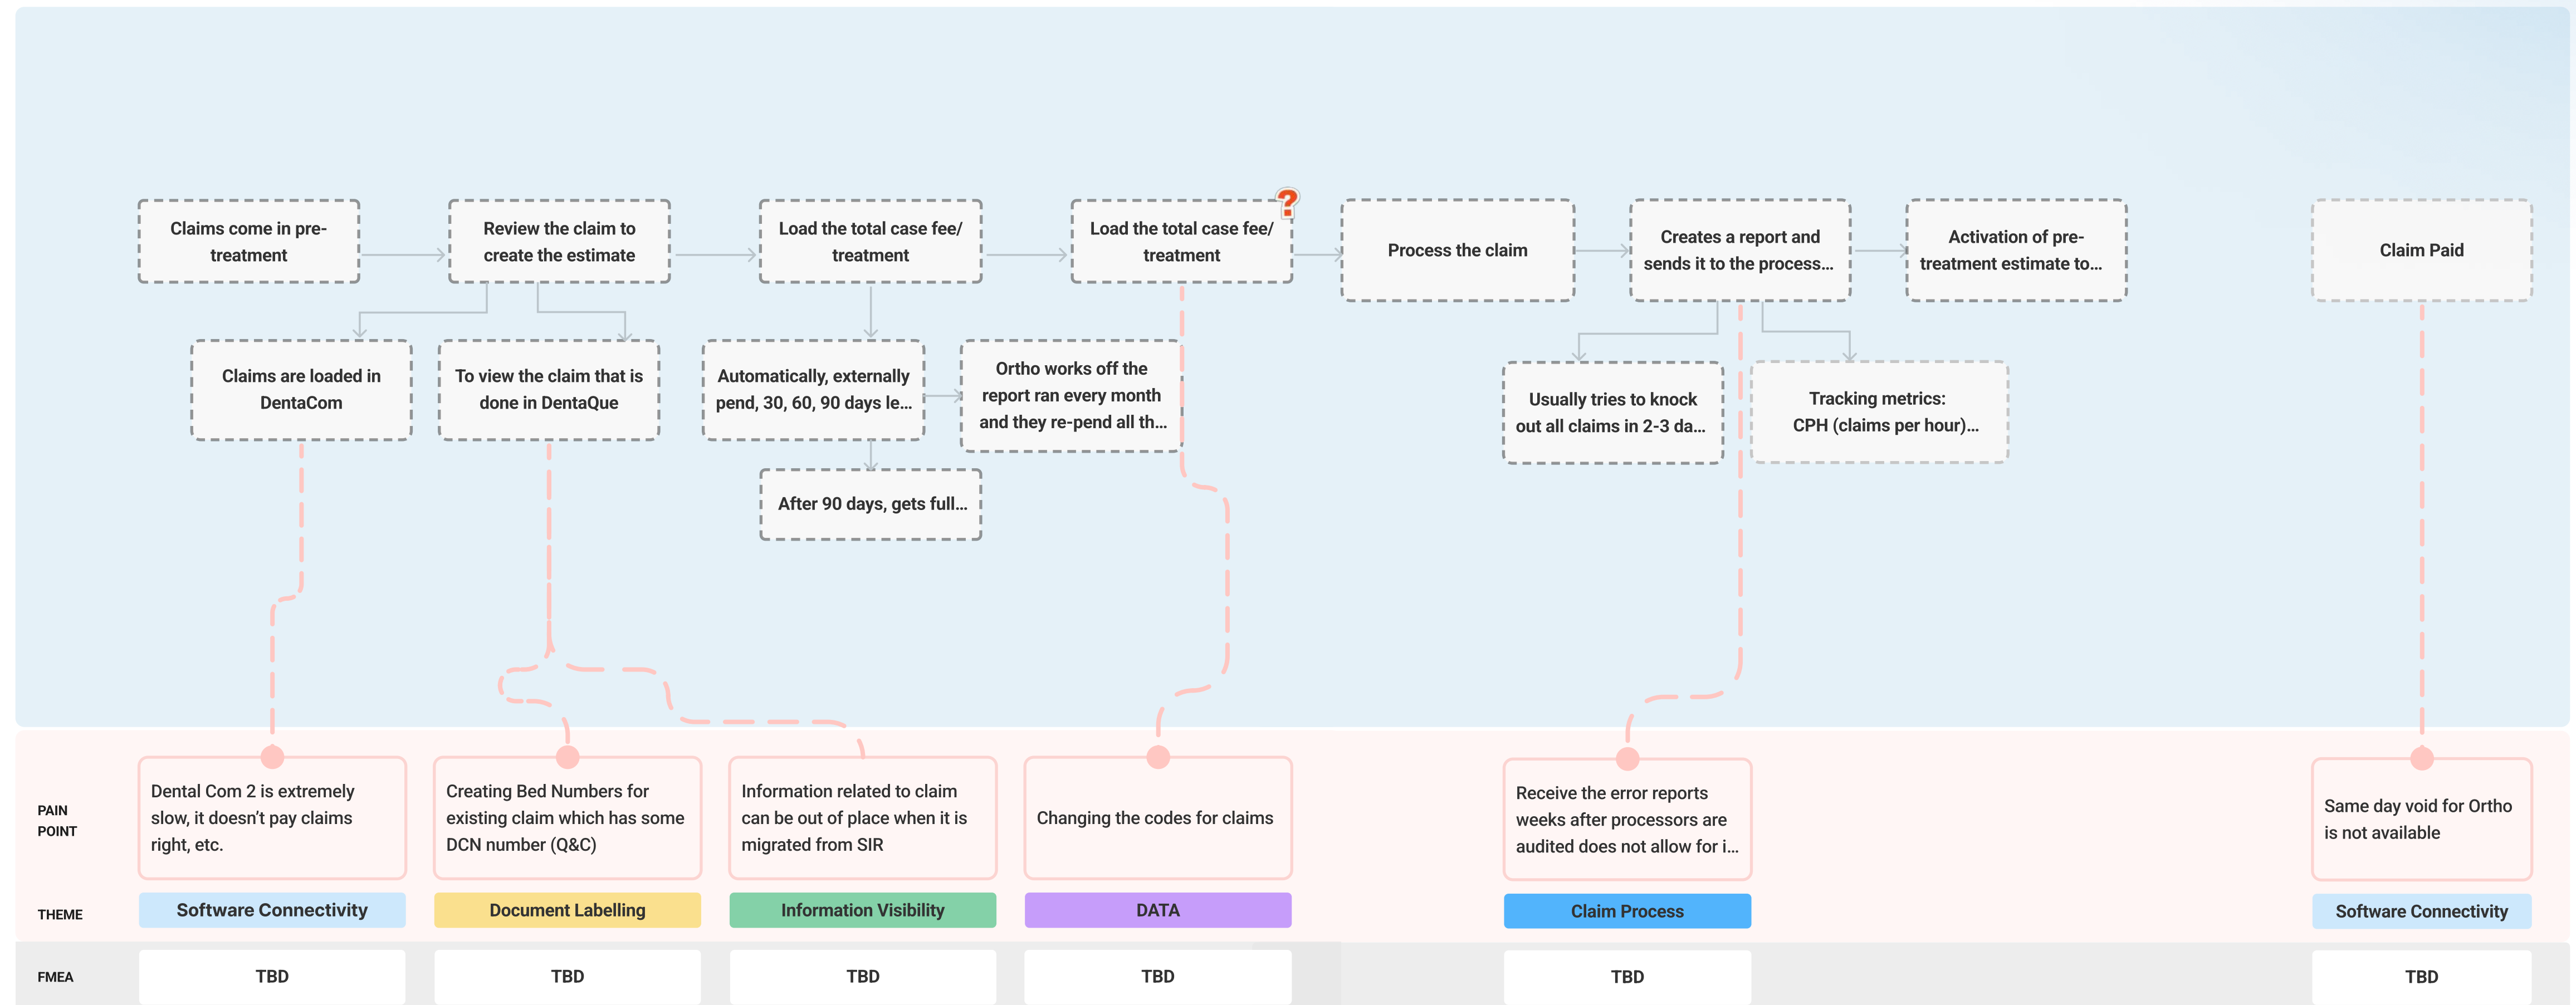 Claims come in pre-
treatment
Review the claim to
create the estimate
Load the total case fee/
treatment
Load the total case fee/
treatment
?
Process the claim
Creates a report and
sends it to the process...
Activation of pre-
treatment estimate to...
Claim Paid
Claims are loaded in
DentaCom
To view the claim that is
done in DentaQue
Automatically, externally
pend, 30, 60, 90 days le...
Ortho works off the
report ran every month
and they re-pend all th...
Usually tries to knock
out all claims in 2-3 da...
Tracking metrics:
CPH (claims per hour)...
After 90 days, gets full...
PAIN
POINT
Dental Com 2 is extremely
slow, it doesn’t pay claims
right, etc.
Creating Bed Numbers for
existing claim which has some
DCN number (Q&C)
Information related to claim
can be out of place when it is
migrated from SIR
Changing the codes for claims
Receive the error reports
weeks after processors are
audited does not allow for i...
Same day void for Ortho
is not available
THEME
Software Connectivity
Document Labelling
Information Visibility
DATA
Claim Process
Software Connectivity
FMEA
TBD
TBD
TBD
TBD
TBD
TBD